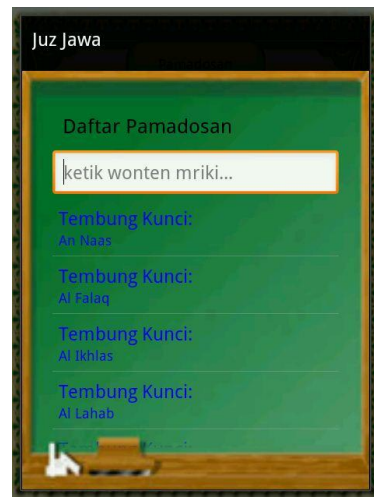 Juz Jawa
Daftar Pamadosan
ketik wonten mriki...
Tembung Kunci:
An Naas
Tembung Kunci:
Al Falaq
Tembung Kunci:
Al Ikhlas
Tembung Kunci:
Al Lahab